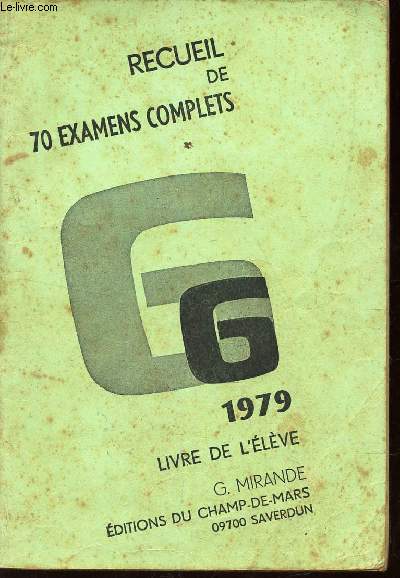 Le-livre.com
RECUEIL
DE
70 EXAMENS COMPLETS
G
G
1979
LIVRE DE L'ÉLÈVE
G. MIRANDE
ÉDITIONS DU CHAMP-DE-MARS
09700 SAVERDUN